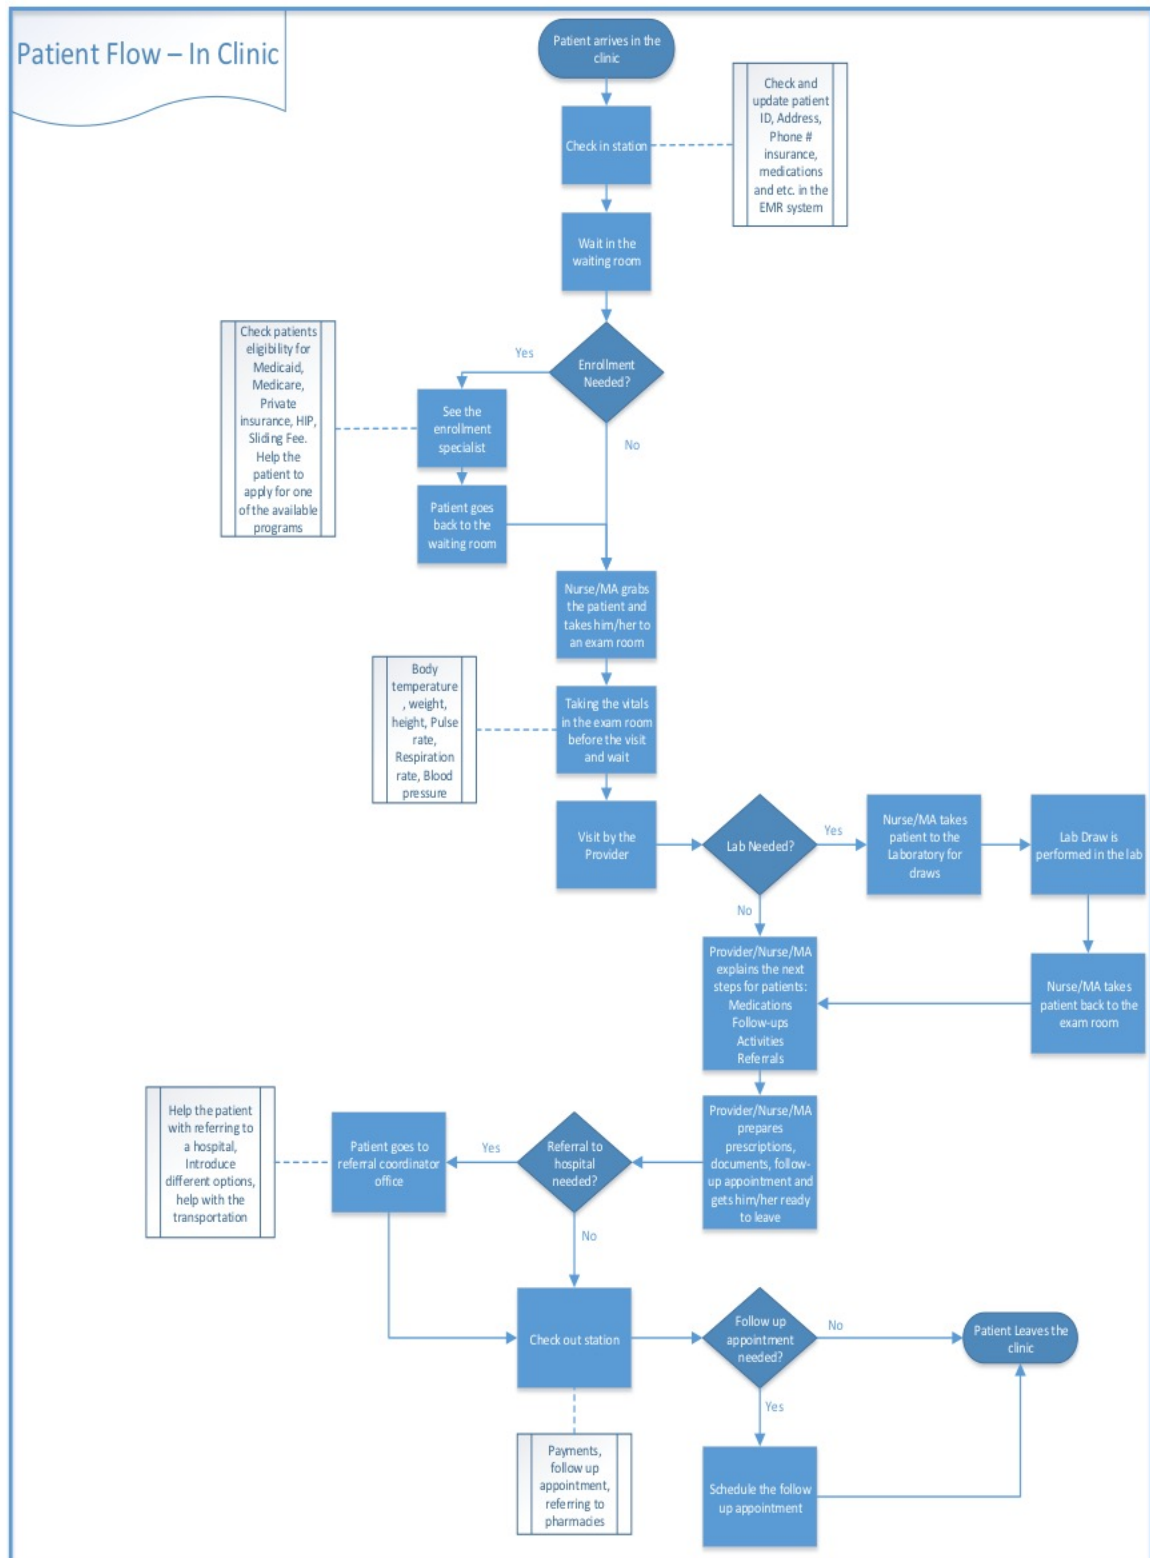 Patient Flow – In Clinic
Patient arrives in the
clinic
Check and
update patient
ID, Address,
Phone #
insurance,
medications
and etc. in the
EMR system
Check in station
Wait in the
waiting room
Check patients
eligibility for
Medicaid,
Medicare,
Private
insurance, HIP,
Sliding Fee.
Help the
patient to
apply for one
of the available
programs
Yes
Enrollment
Needed?
See the
enrollment
specialist
No
Patient goes
back to the
waiting room
Nurse/MA grabs
the patient and
takes him/her to
an exam room
Body
temperature
, weight,
height, Pulse
rate,
Respiration
rate, Blood
pressure
Taking the vitals
in the exam room
before the visit
and wait
Visit by the
Provider
Lab Needed?
Yes
Nurse/MA takes
patient to the
Laboratory for
draws
Lab Draw is
performed in the lab
No
Provider/Nurse/MA
explains the next
steps for patients:
Medications
Follow-ups
Activities
Referrals
Nurse/MA takes
patient back to the
exam room
Help the patient
with referring to
a hospital,
Introduce
different options,
help with the
transportation
Patient goes to
referral coordinator
office
Yes
Referral to
hospital
needed?
Provider/Nurse/MA
prepares
prescriptions,
documents, follow-
up appointment and
gets him/her ready
to leave
No
Check out station
Follow up
appointment
needed?
No
Patient Leaves the
clinic
Yes
Payments,
follow up
appointment,
referring to
pharmacies
Schedule the follow
up appointment